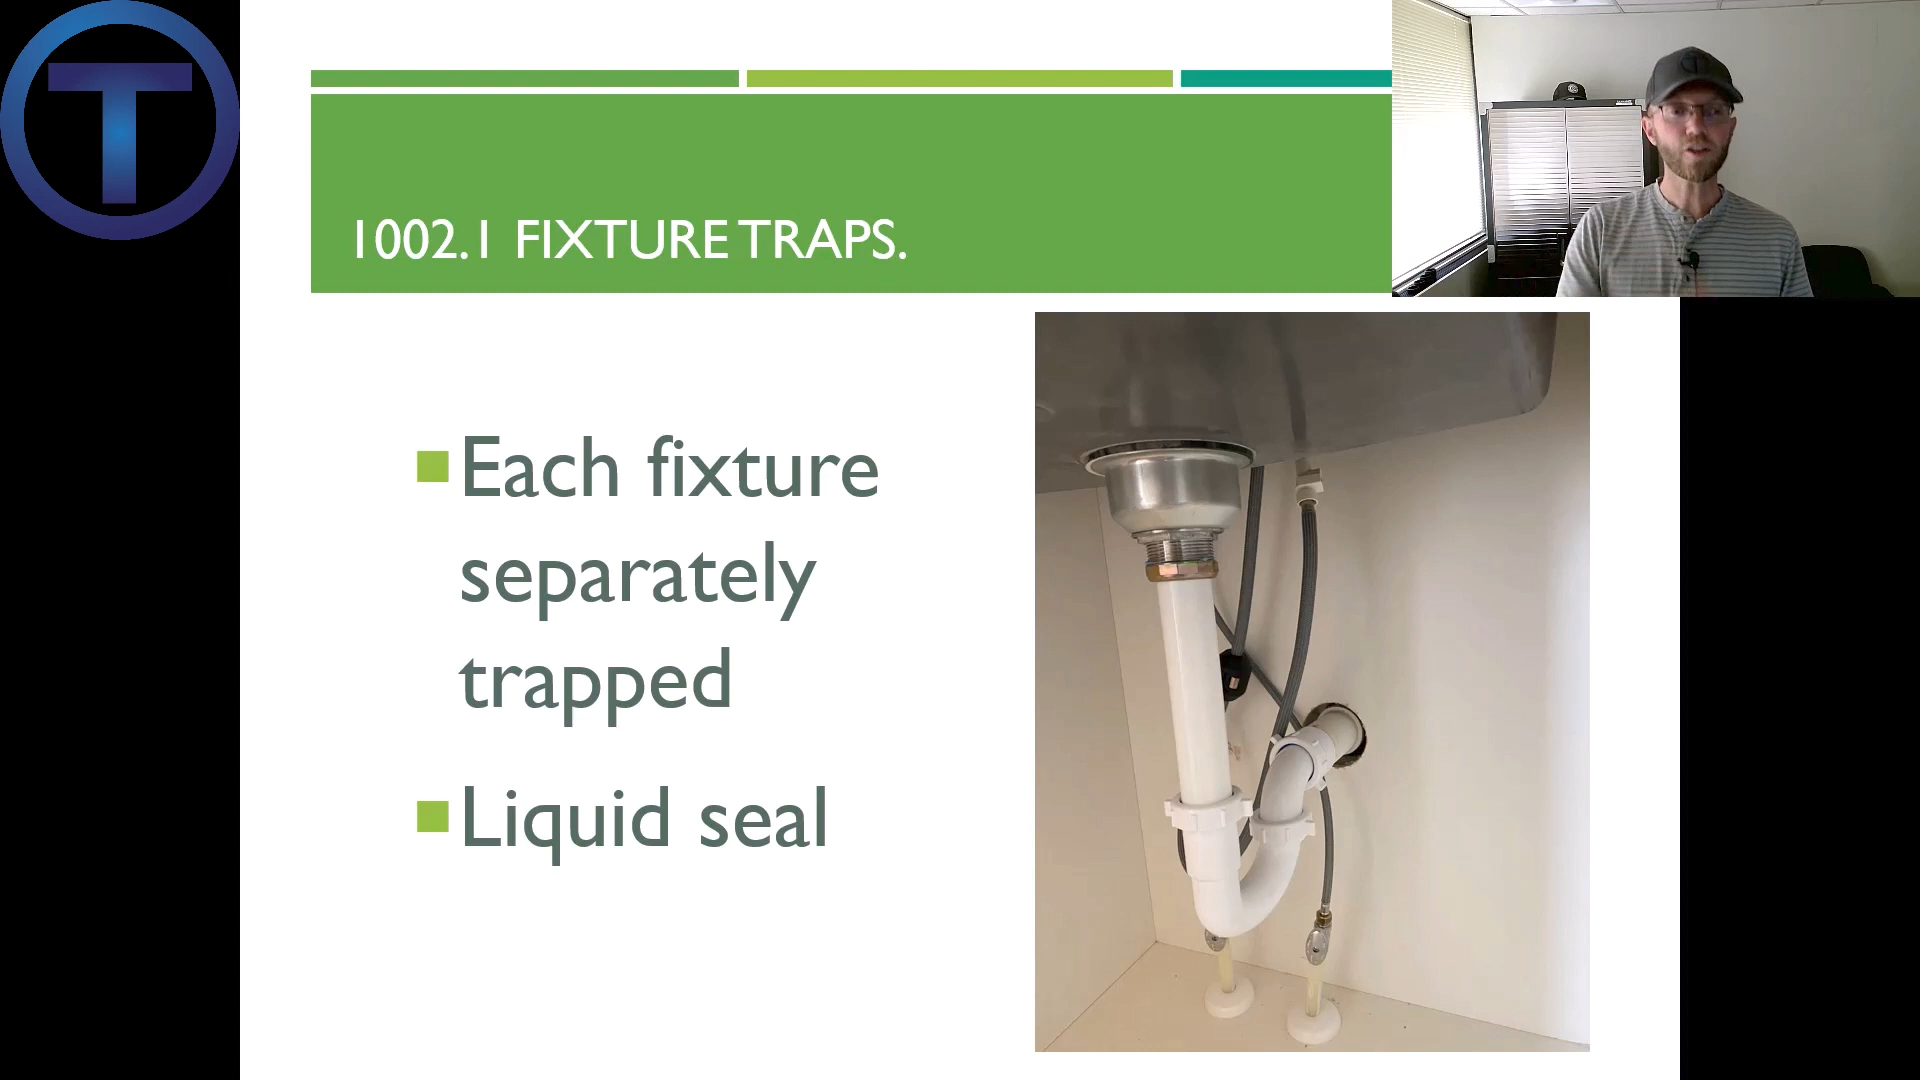 T
1002.1 FIXTURE TRAPS.
Each fixture
separately
trapped
Liquid seal